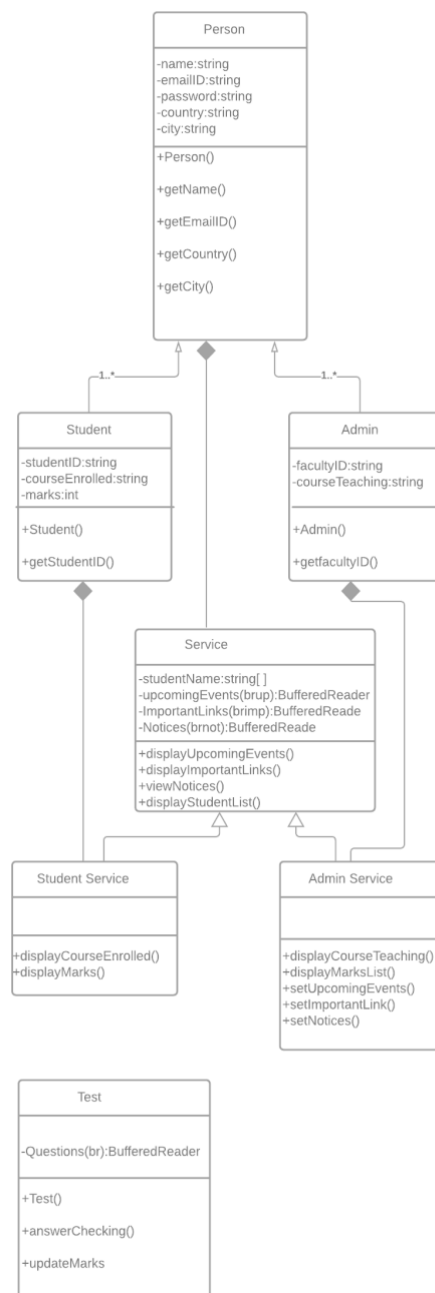 Person
-name:string
-emailID:string
-password:string
-country:string
-city:string
+Person()
+getName()
+getEmailID()
+getCountry()
+getCity()
1..*
1..*
Student
-studentID:string
-courseEnrolled:string
-marks:int
+Student()
+getStudentID()
Admin
-facultyID:string
-courseTeaching:string
+Admin()
+getfacultyID()
Service
-studentName:string[ ]
-upcomingEvents(brup):BufferedReader
-ImportantLinks(brimp):BufferedReade
-Notices(brnot):BufferedReade
+displayUpcomingEvents()
+displayImportantLinks()
+viewNotices()
+displayStudentList()
Student Service
+displayCourseEnrolled()
+displayMarks()
Admin Service
+displayCourseTeaching()
+displayMarksList()
+setUpcomingEvents()
+setImportantLink()
+setNotices()
Test
-Questions(br):BufferedReader
+Test()
+answerChecking()
+updateMarks